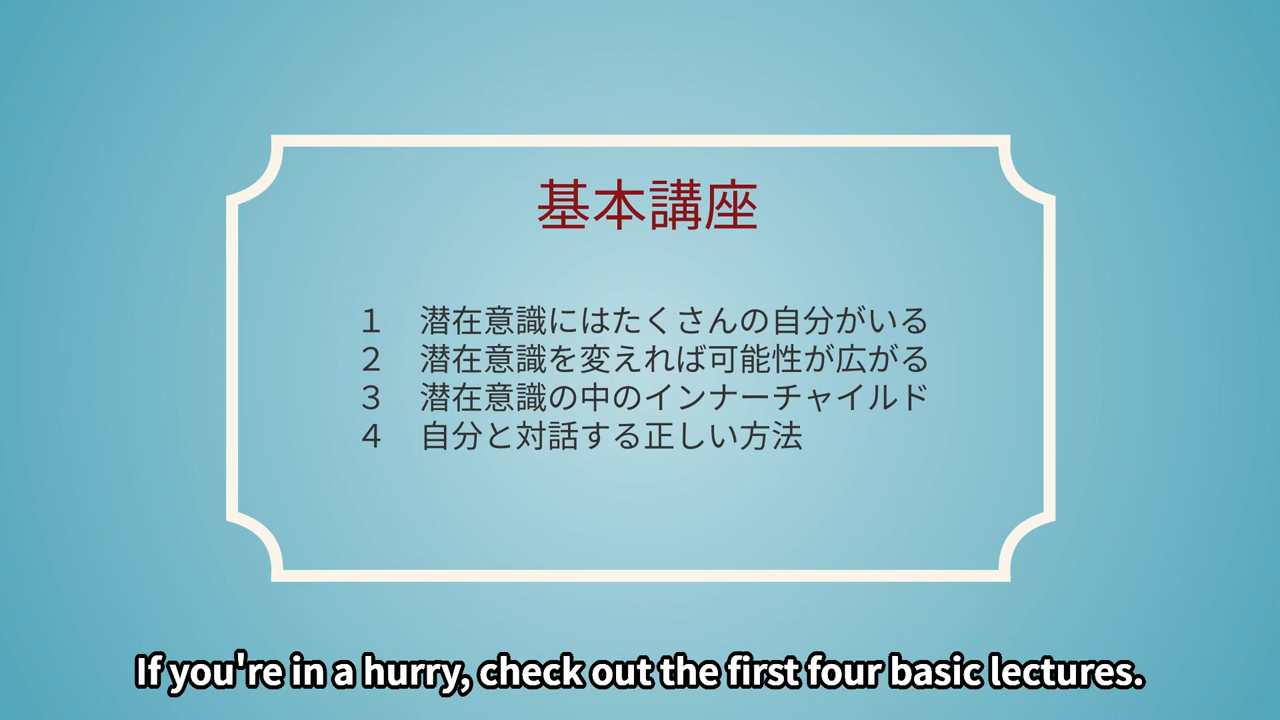 基本講座
１　潜在意識にはたくさんの自分がいる
２　潜在意識を変えれば可能性が広がる
３　潜在意識の中のインナーチャイルド
４　自分と対話する正しい方法
If you're in a hurry, check out the first four basic lectures.